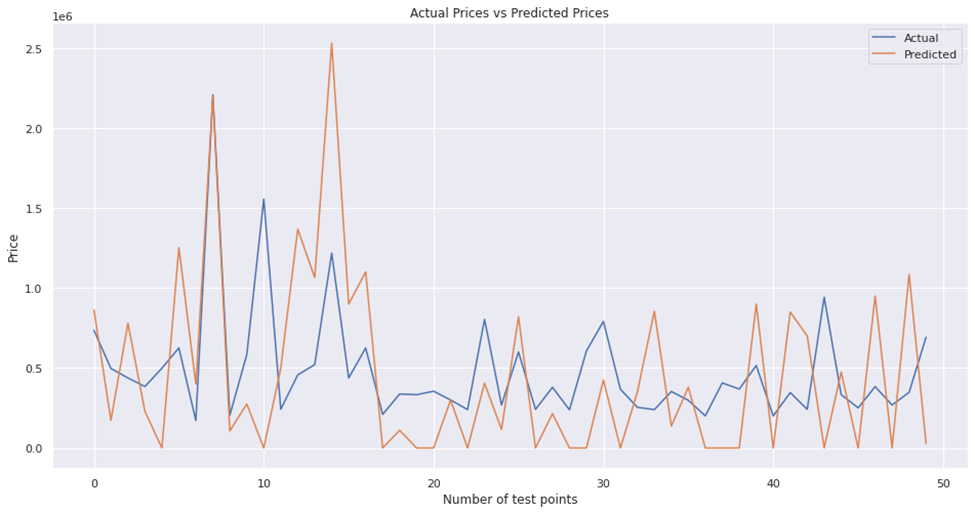 Actual Prices vs Predicted Prices
1e6
Actual
Predicted
2.5
2.0
1.5
1.0
0.5
0.0
Price
0 10 20 30 40 50
Number of test points